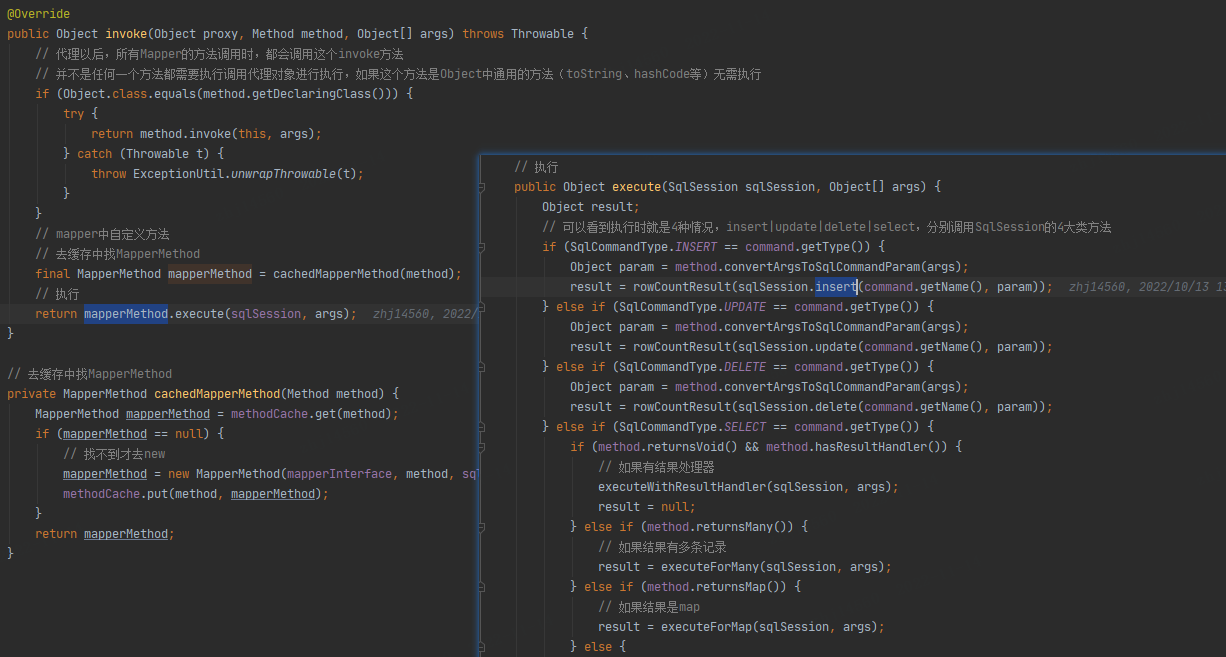 @Override
public Object invoke(Object proxy, Method method, Object[] args) throws Throwable {
// 代理以后，所有Mapper的方法调用时，都会调用这个invoke方法
// 并不是任何一个方法都需要执行调用代理对象进行执行，如果这个方法是Object中通用的方法（toString、hashCode等）无需执行
if (Object.class.equals(method.getDeclaringClass())) {
try {
return method.invoke(this, args);
} catch (Throwable t) {
throw ExceptionUtil.unwrapThrowable(t);
}
}
// mapper中自定义方法
// 去缓存中找MapperMethod
final MapperMethod mapperMethod = cachedMapperMethod(method);
// 执行
return mapperMethod.execute(sqlSession, args); zhj14560, 2022/
}
// 去缓存中找MapperMethod
private MapperMethod cachedMapperMethod(Method method) {
MapperMethod mapperMethod = methodCache.get(method);
if (mapperMethod == null) {
// 找不到才去new
mapperMethod = new MapperMethod(mapperInterface, method, sq
methodCache.put(method, mapperMethod);
}
return mapperMethod;
}
// 执行
public Object execute(SqlSession sqlSession, Object[] args) {
Object result;
// 可以看到执行时就是4种情况，insert|update|delete|select，分别调用SqlSession的4大类方法
if (SqlCommandType.INSERT == command.getType()) {
Object param = method.convertArgsToSqlCommandParam(args);
result = rowCountResult(sqlSession.insert(command.getName(), param)); zhj14560, 2022/10/13 1
} else if (SqlCommandType.UPDATE == command.getType()) {
Object param = method.convertArgsToSqlCommandParam(args);
result = rowCountResult(sqlSession.update(command.getName(), param));
} else if (SqlCommandType.DELETE == command.getType()) {
Object param = method.convertArgsToSqlCommandParam(args);
result = rowCountResult(sqlSession.delete(command.getName(), param));
} else if (SqlCommandType.SELECT == command.getType()) {
if (method.returnsVoid() && method.hasResultHandler()) {
// 如果有结果处理器
executeWithResultHandler(sqlSession, args);
result = null;
} else if (method.returnsMany()) {
// 如果结果有多条记录
result = executeForMany(sqlSession, args);
} else if (method.returnsMap()) {
// 如果结果是map
result = executeForMap(sqlSession, args);
} else {